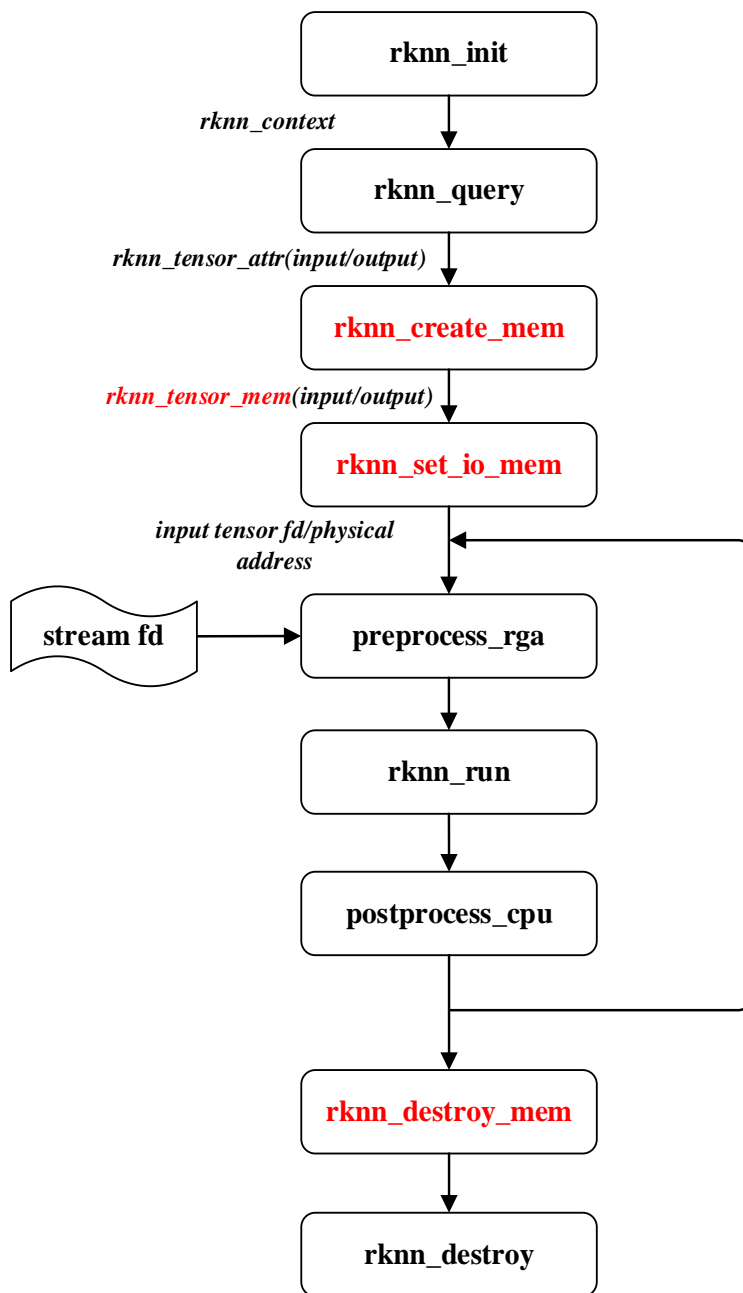 rknn_init
rknn_context
rknn_query
rknn_tensor_attr(input/output)
rknn_create_mem
rknn_tensor_mem(input/output)
rknn_set_io_mem
input tensor fd/physical
address
stream fd
preprocess_rga
rknn_run
postprocess_cpu
rknn_destroy_mem
rknn_destroy